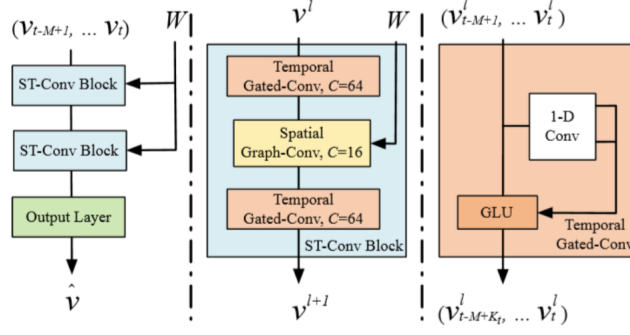 (v_{t-M+1}, ... v_t)
W
ST-Conv Block
ST-Conv Block
Output Layer
v̂
v^l
W
Temporal
Gated-Conv, C=64
Spatial
Graph-Conv, C=16
Temporal
Gated-Conv, C=64
ST-Conv Block
v^{l+1}
(v^l_{t-M+1}, ... v^l_t)
1-D
Conv
GLU
Temporal
Gated-Conv
(v^l_{t-M+K_t}, ... v^l_t)